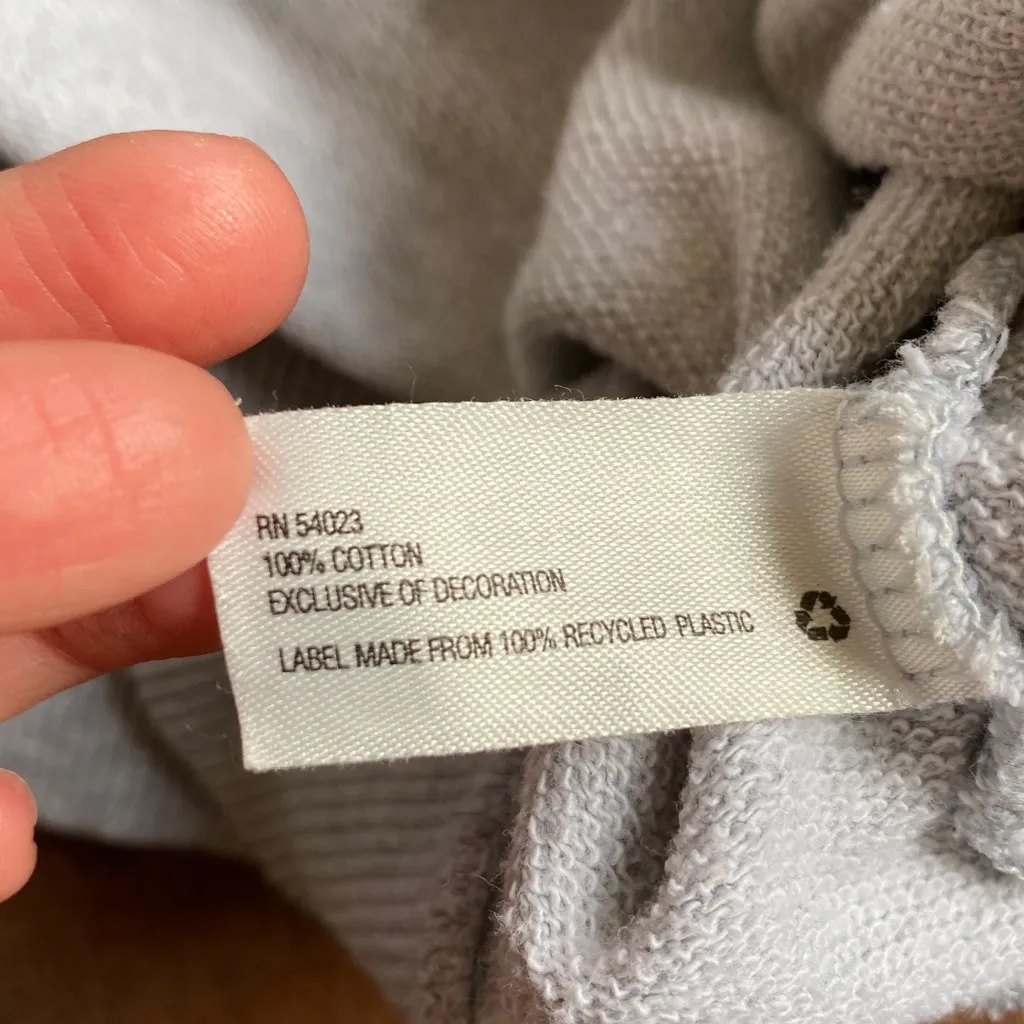 RN 54023
100% COTTON
EXCLUSIVE OF DECORATION
LABEL MADE FROM 100% RECYCLED PLASTIC